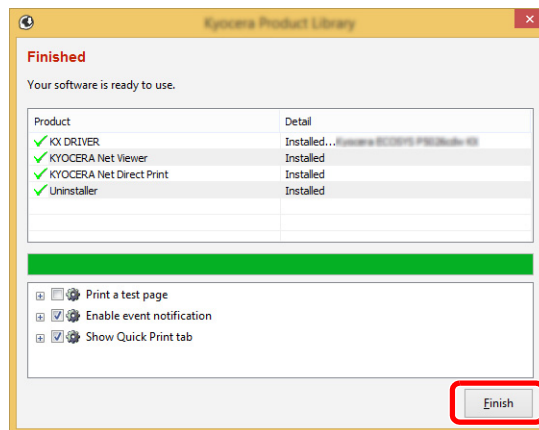 Kyocera Product Library
Finished
Your software is ready to use.
Product Detail
KX DRIVER Installed...
KYOCERA Net Viewer Installed
KYOCERA Net Direct Print Installed
Uninstaller Installed
Print a test page
Enable event notification
Show Quick Print tab
Finish